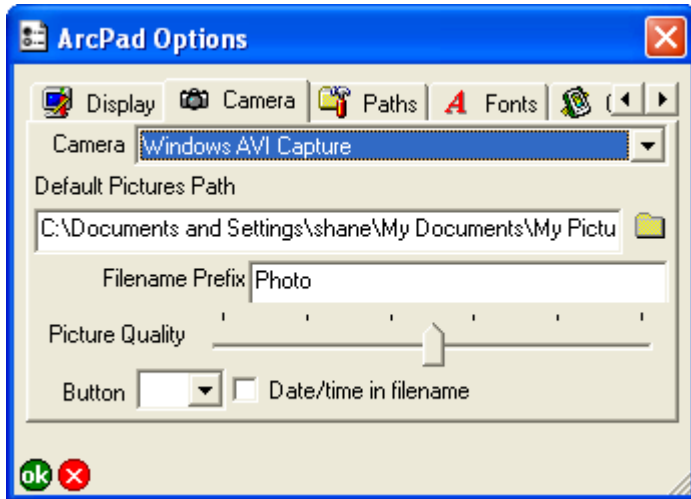 ArcPad Options
Display Camera Paths A Fonts
Camera Windows AVI Capture
Default Pictures Path
C:\Documents and Settings\shane\My Documents\My Pictu
Filename Prefix Photo
Picture Quality
Button Date/time in filename
ok